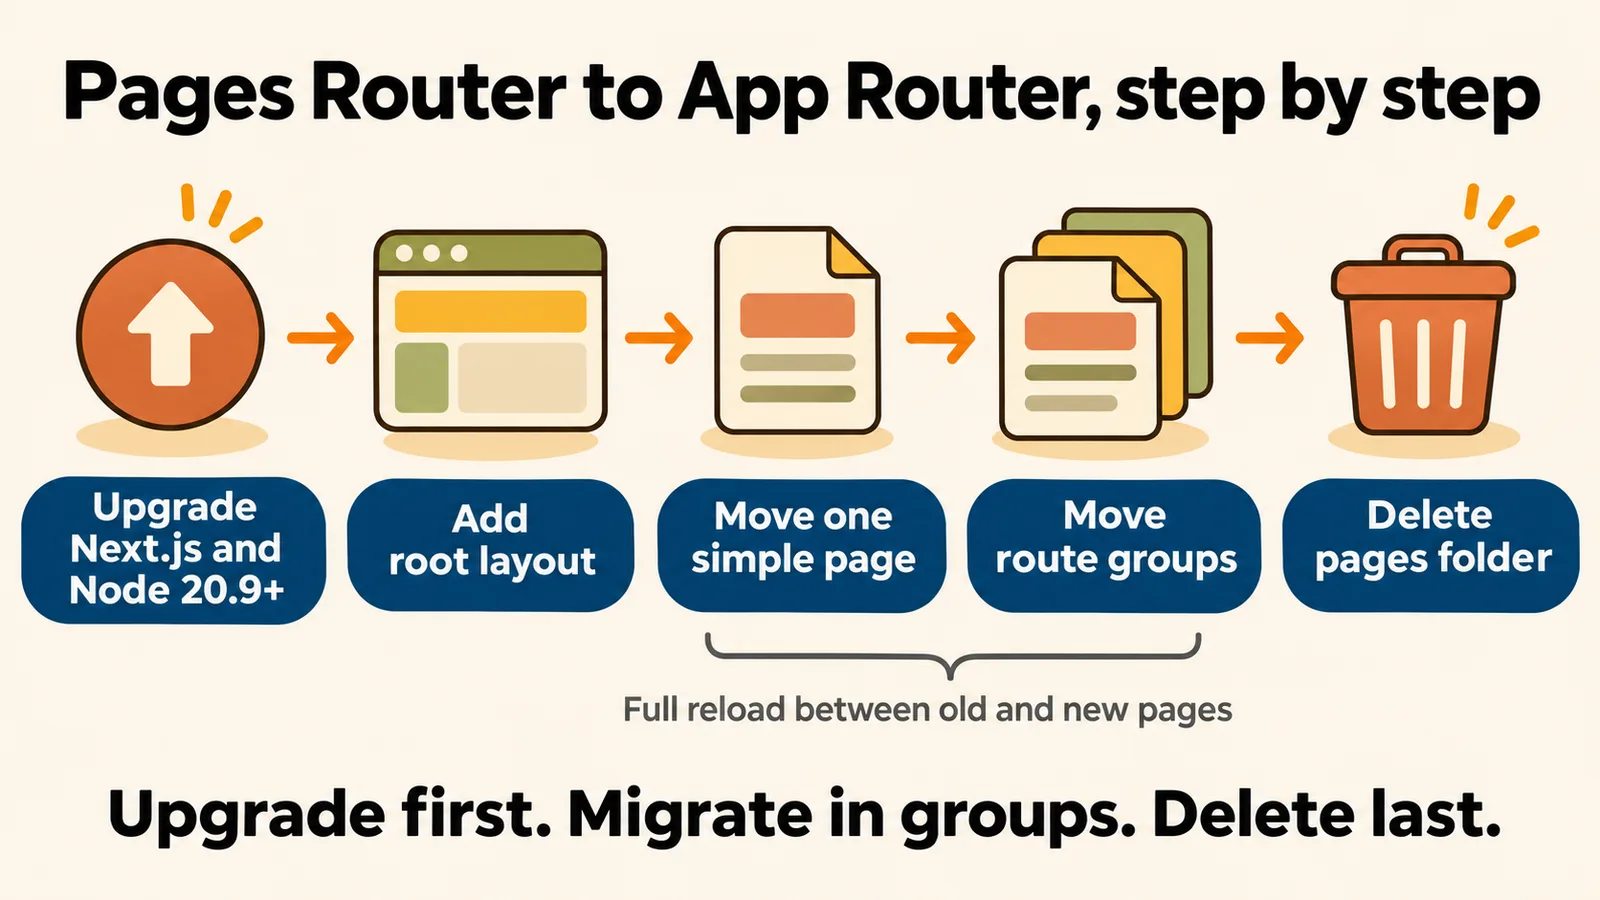 Pages Router to App Router, step by step
Upgrade
Next.js and
Node 20.9+
Add
root layout
Move one
simple page
Move
route groups
Delete
pages folder
Full reload between old and new pages
Upgrade first. Migrate in groups. Delete last.